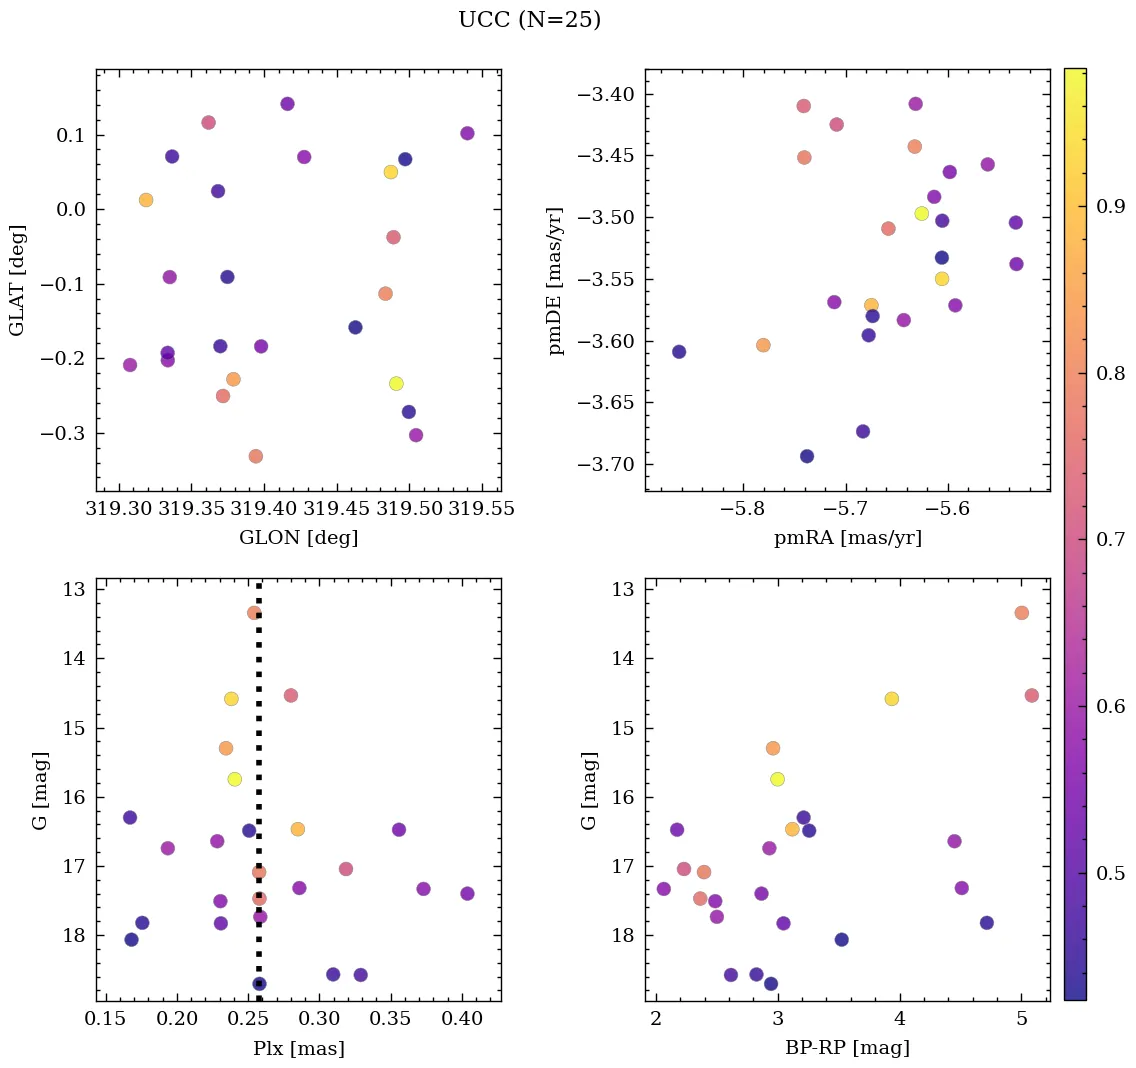 UCC (N=25)
GLAT [deg]
0.1
0.0
−0.1
−0.2
−0.3
319.30 319.35 319.40 319.45 319.50 319.55
GLON [deg]
pmDE [mas/yr]
−3.40
−3.45
−3.50
−3.55
−3.60
−3.65
−3.70
−5.8 −5.7 −5.6
pmRA [mas/yr]
G [mag]
13
14
15
16
17
18
0.15 0.20 0.25 0.30 0.35 0.40
Plx [mas]
G [mag]
13
14
15
16
17
18
2 3 4 5
BP-RP [mag]
0.9
0.8
0.7
0.6
0.5